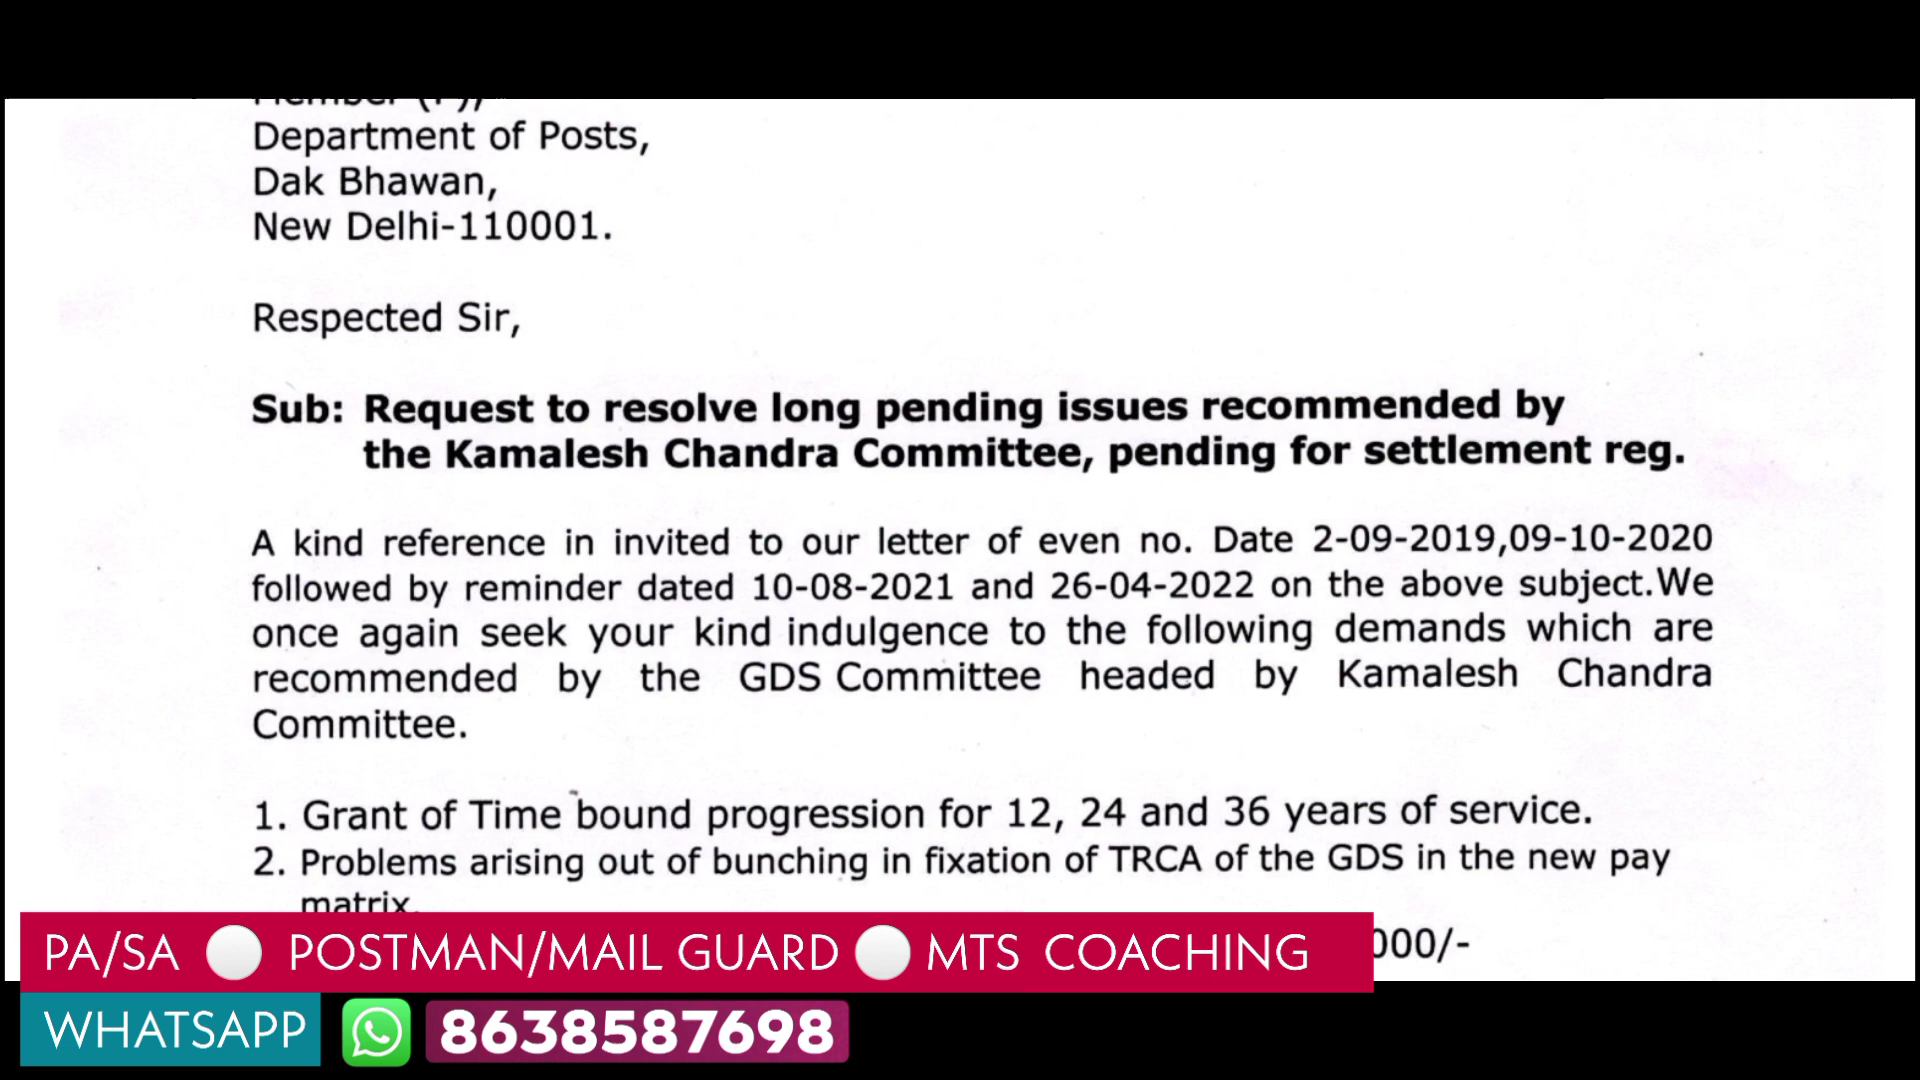 Member (P),
Department of Posts,
Dak Bhawan,
New Delhi-110001.
Respected Sir,
Sub: Request to resolve long pending issues recommended by
the Kamalesh Chandra Committee, pending for settlement reg.
A kind reference in invited to our letter of even no. Date 2-09-2019,09-10-2020
followed by reminder dated 10-08-2021 and 26-04-2022 on the above subject.We
once again seek your kind indulgence to the following demands which are
recommended by the GDS Committee headed by Kamalesh Chandra
Committee.
1. Grant of Time bound progression for 12, 24 and 36 years of service.
2. Problems arising out of bunching in fixation of TRCA of the GDS in the new pay
matrix.
000/-
PA/SA POSTMAN/MAIL GUARD MTS COACHING
WHATSAPP 8638587698